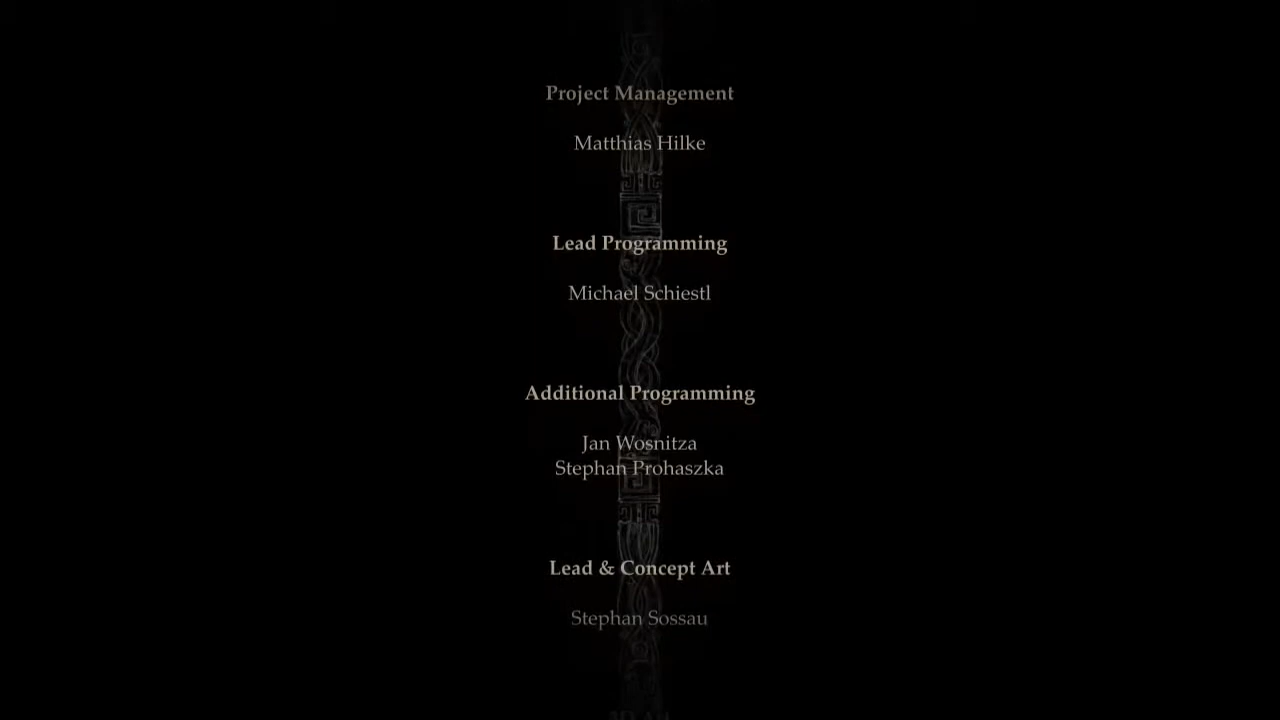 Project Management
Matthias Hilke
Lead Programming
Michael Schiestl
Additional Programming
Jan Wosnitza
Stephan Prohaszka
Lead & Concept Art
Stephan Sossau